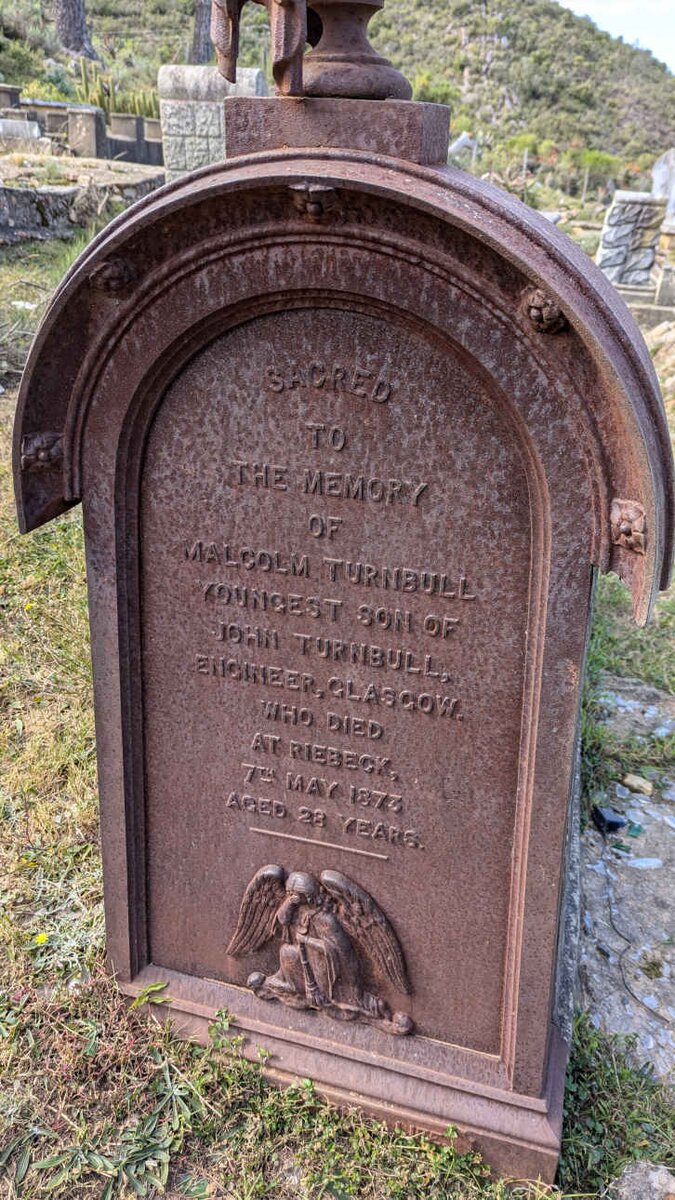 SACRED
TO
THE MEMORY
OF
MALCOLM TURNBULL
YOUNGEST SON OF
JOHN TURNBULL,
ENGINEER, GLASGOW.
WHO DIED
AT RIEBECK,
7TH MAY 1873
AGED 28 YEARS.